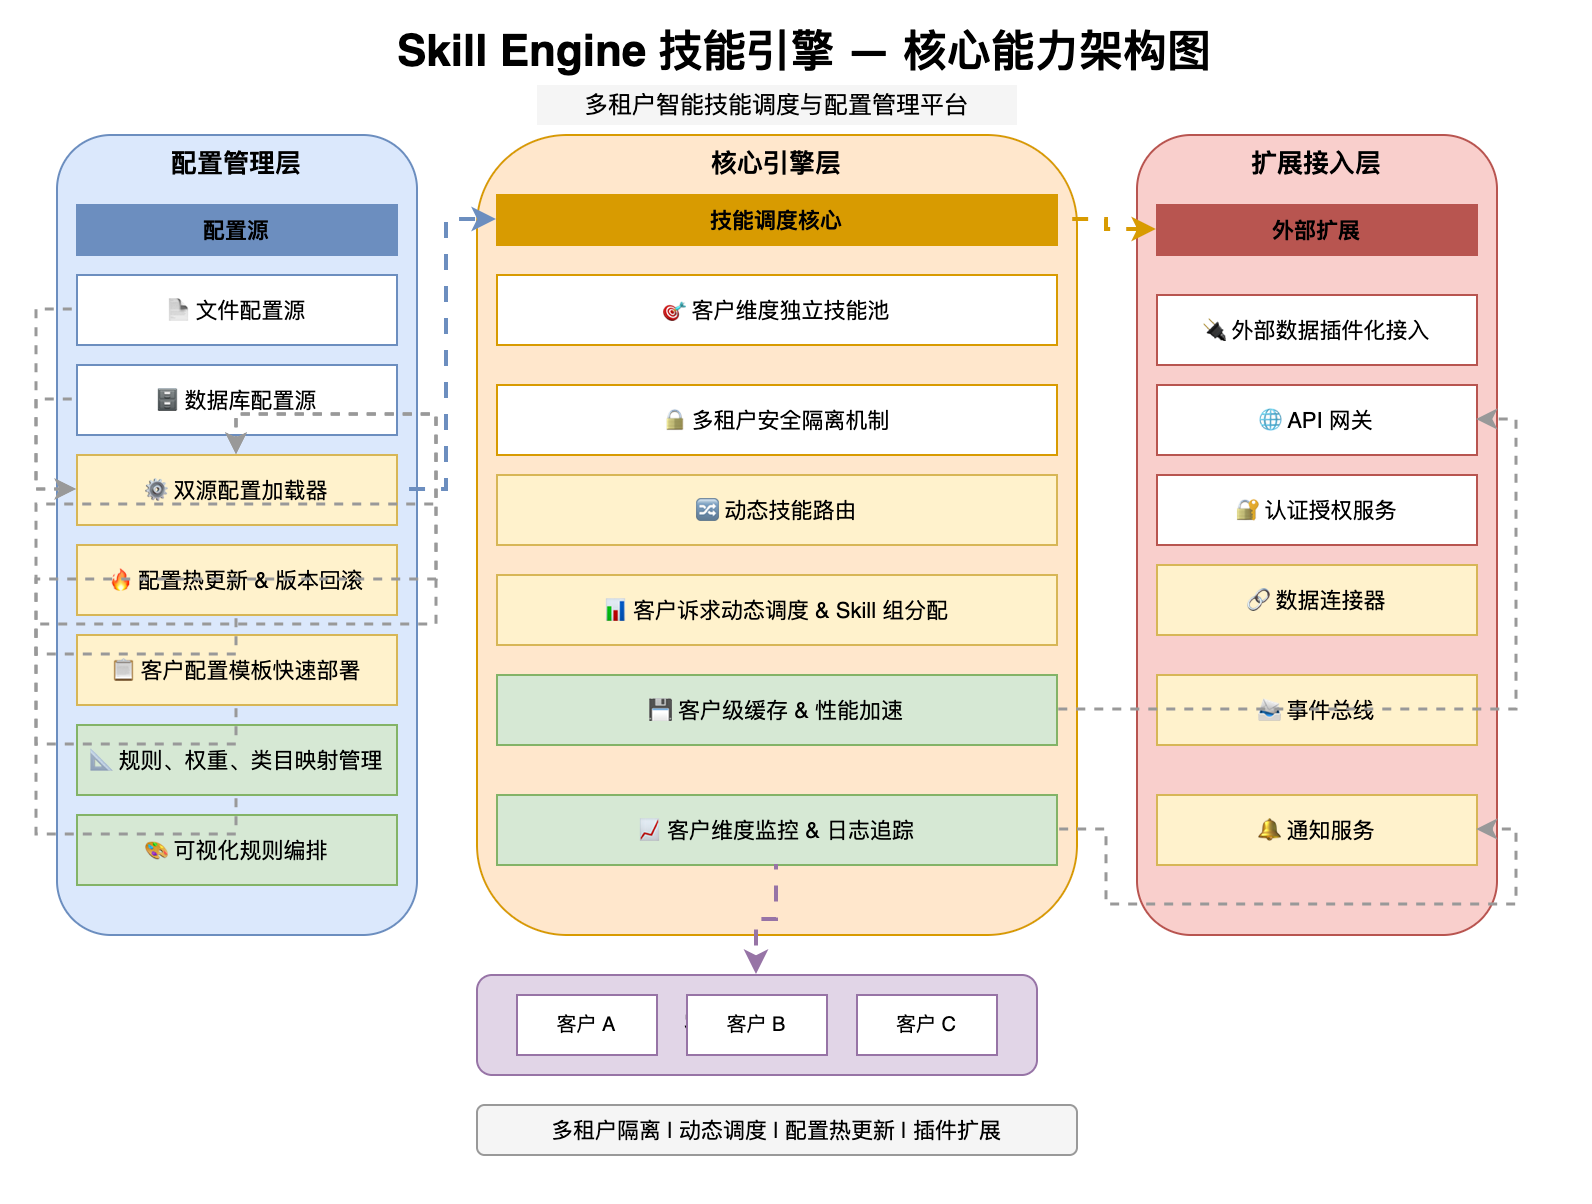 Skill Engine 技能引擎 — 核心能力架构图
多租户智能技能调度与配置管理平台
配置管理层
配置源
文件配置源
数据库配置源
双源配置加载器
配置热更新 & 版本回滚
客户配置模板快速部署
规则、权重、类目映射管理
可视化规则编排
核心引擎层
技能调度核心
客户维度独立技能池
多租户安全隔离机制
动态技能路由
客户诉求动态调度 & Skill 组分配
客户级缓存 & 性能加速
客户维度监控 & 日志追踪
扩展接入层
外部扩展
外部数据插件化接入
API 网关
认证授权服务
数据连接器
事件总线
通知服务
客户 A
客户 B
客户 C
多租户隔离 | 动态调度 | 配置热更新 | 插件扩展